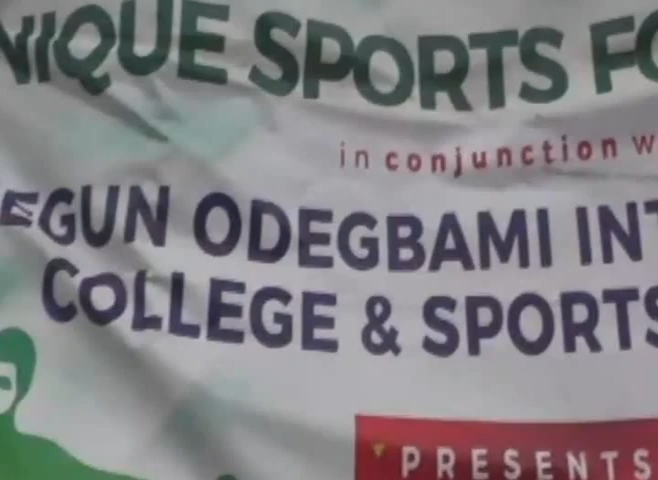 NIQUE SPORTS FO
in conjunction w
EGUN ODEGBAMI INT
COLLEGE & SPORTS
PRESENTS